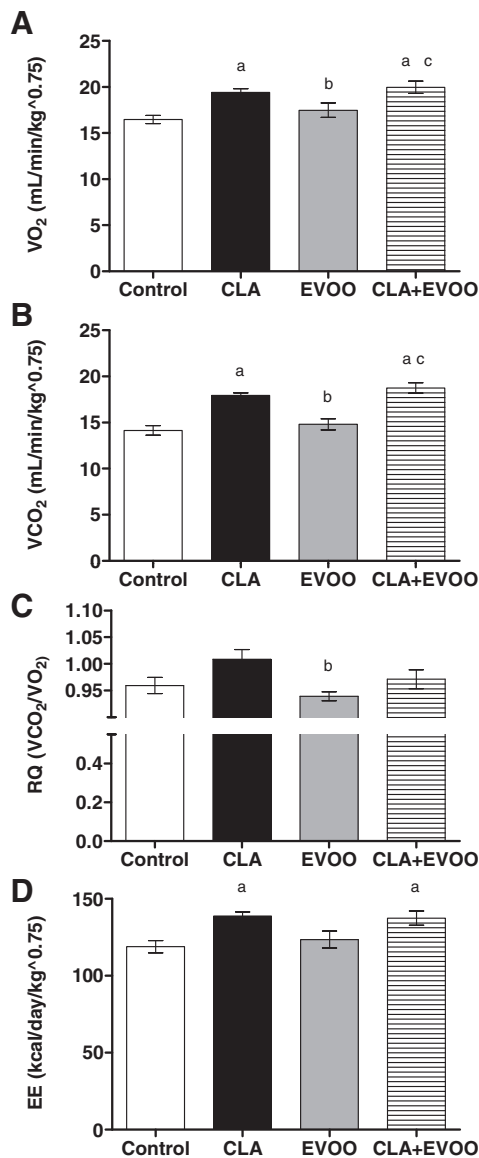 A
VO2 (mL/min/kg^0.75)
25
20
15
10
5
0
a
b
a c
Control CLA EVOO CLA+EVOO
B
VCO2 (mL/min/kg^0.75)
25
20
15
10
5
0
a
b
a c
Control CLA EVOO CLA+EVOO
C
RQ (VCO2/VO2)
1.10
1.05
1.00
0.95
0.4
0.2
0.0
b
Control CLA EVOO CLA+EVOO
D
EE (kcal/day/kg^0.75)
150
100
50
0
a
a
Control CLA EVOO CLA+EVOO